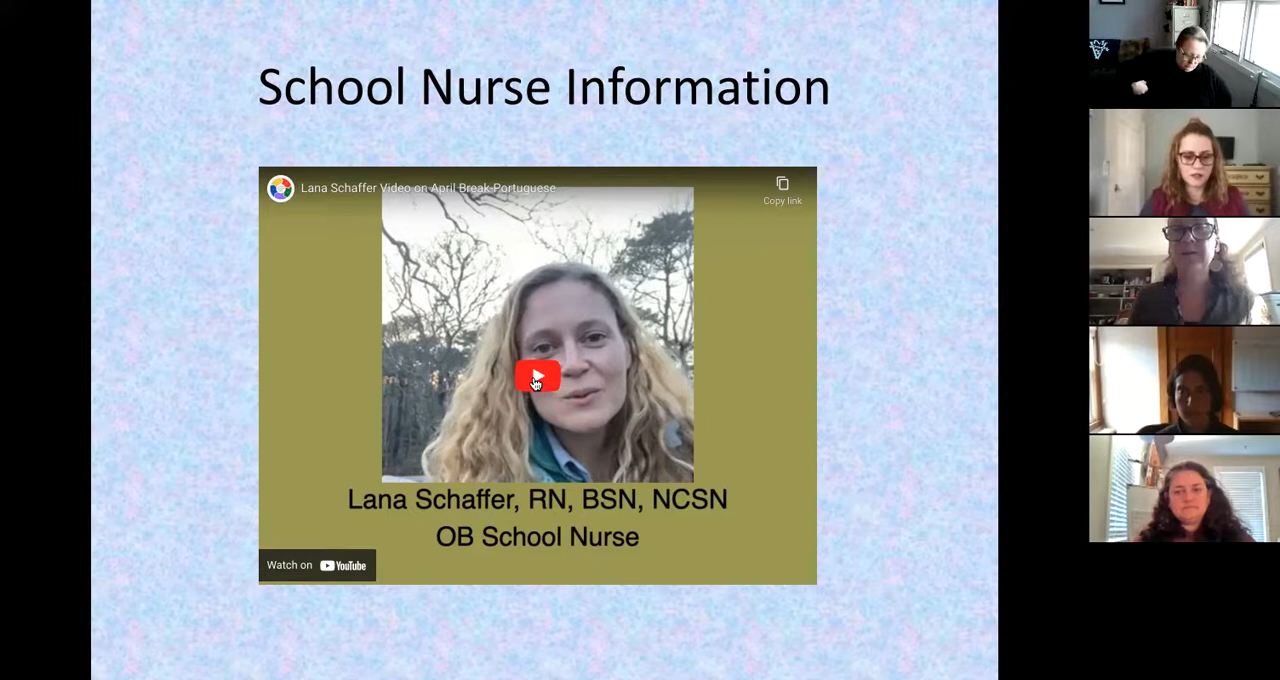 School Nurse Information
Lana Schaffer Video on April Break-Portuguese
Copy link
Lana Schaffer, RN, BSN, NCSN
OB School Nurse
Watch on YouTube